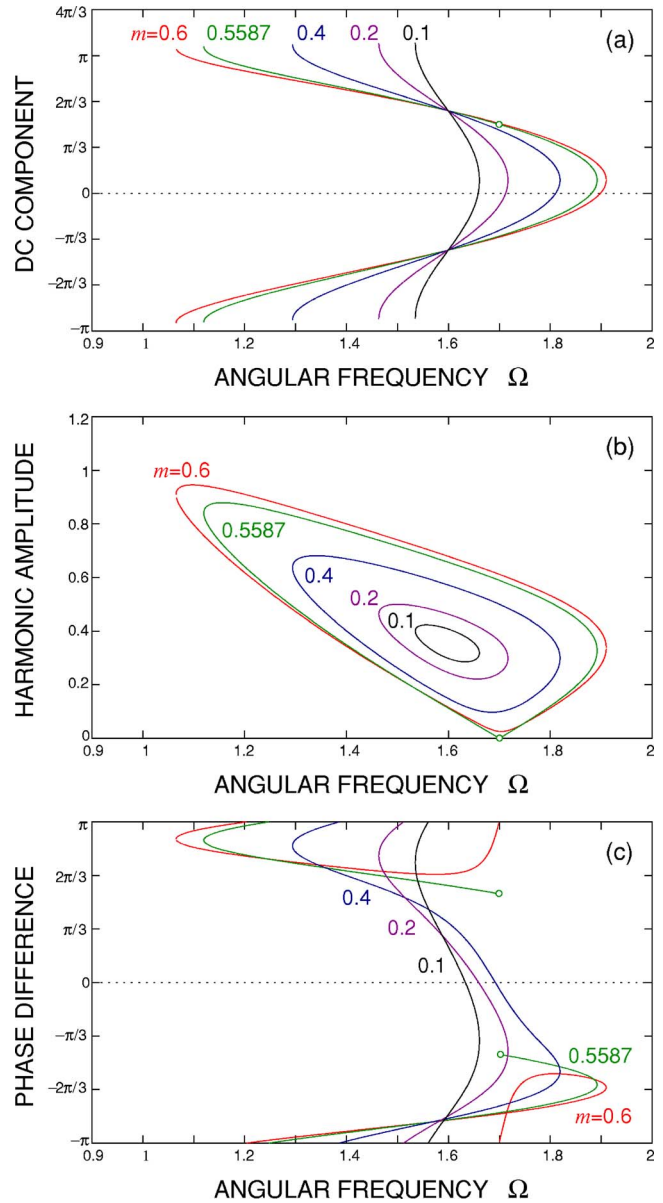 4π/3
m=0.6 0.5587 0.4 0.2 0.1 (a)
π
2π/3
π/3
0
−π/3
−2π/3
−π
DC COMPONENT
0.9 1 1.2 1.4 1.6 1.8 2
ANGULAR FREQUENCY Ω
1.2
(b)
1
m=0.6
0.8
0.5587
0.6
0.4
0.2
0.4
0.1
0.2
0
HARMONIC AMPLITUDE
0.9 1 1.2 1.4 1.6 1.8 2
ANGULAR FREQUENCY Ω
π
(c)
2π/3
0.4
π/3
0.2
0.1
0
−π/3
0.5587
−2π/3
m=0.6
−π
PHASE DIFFERENCE
0.9 1 1.2 1.4 1.6 1.8 2
ANGULAR FREQUENCY Ω